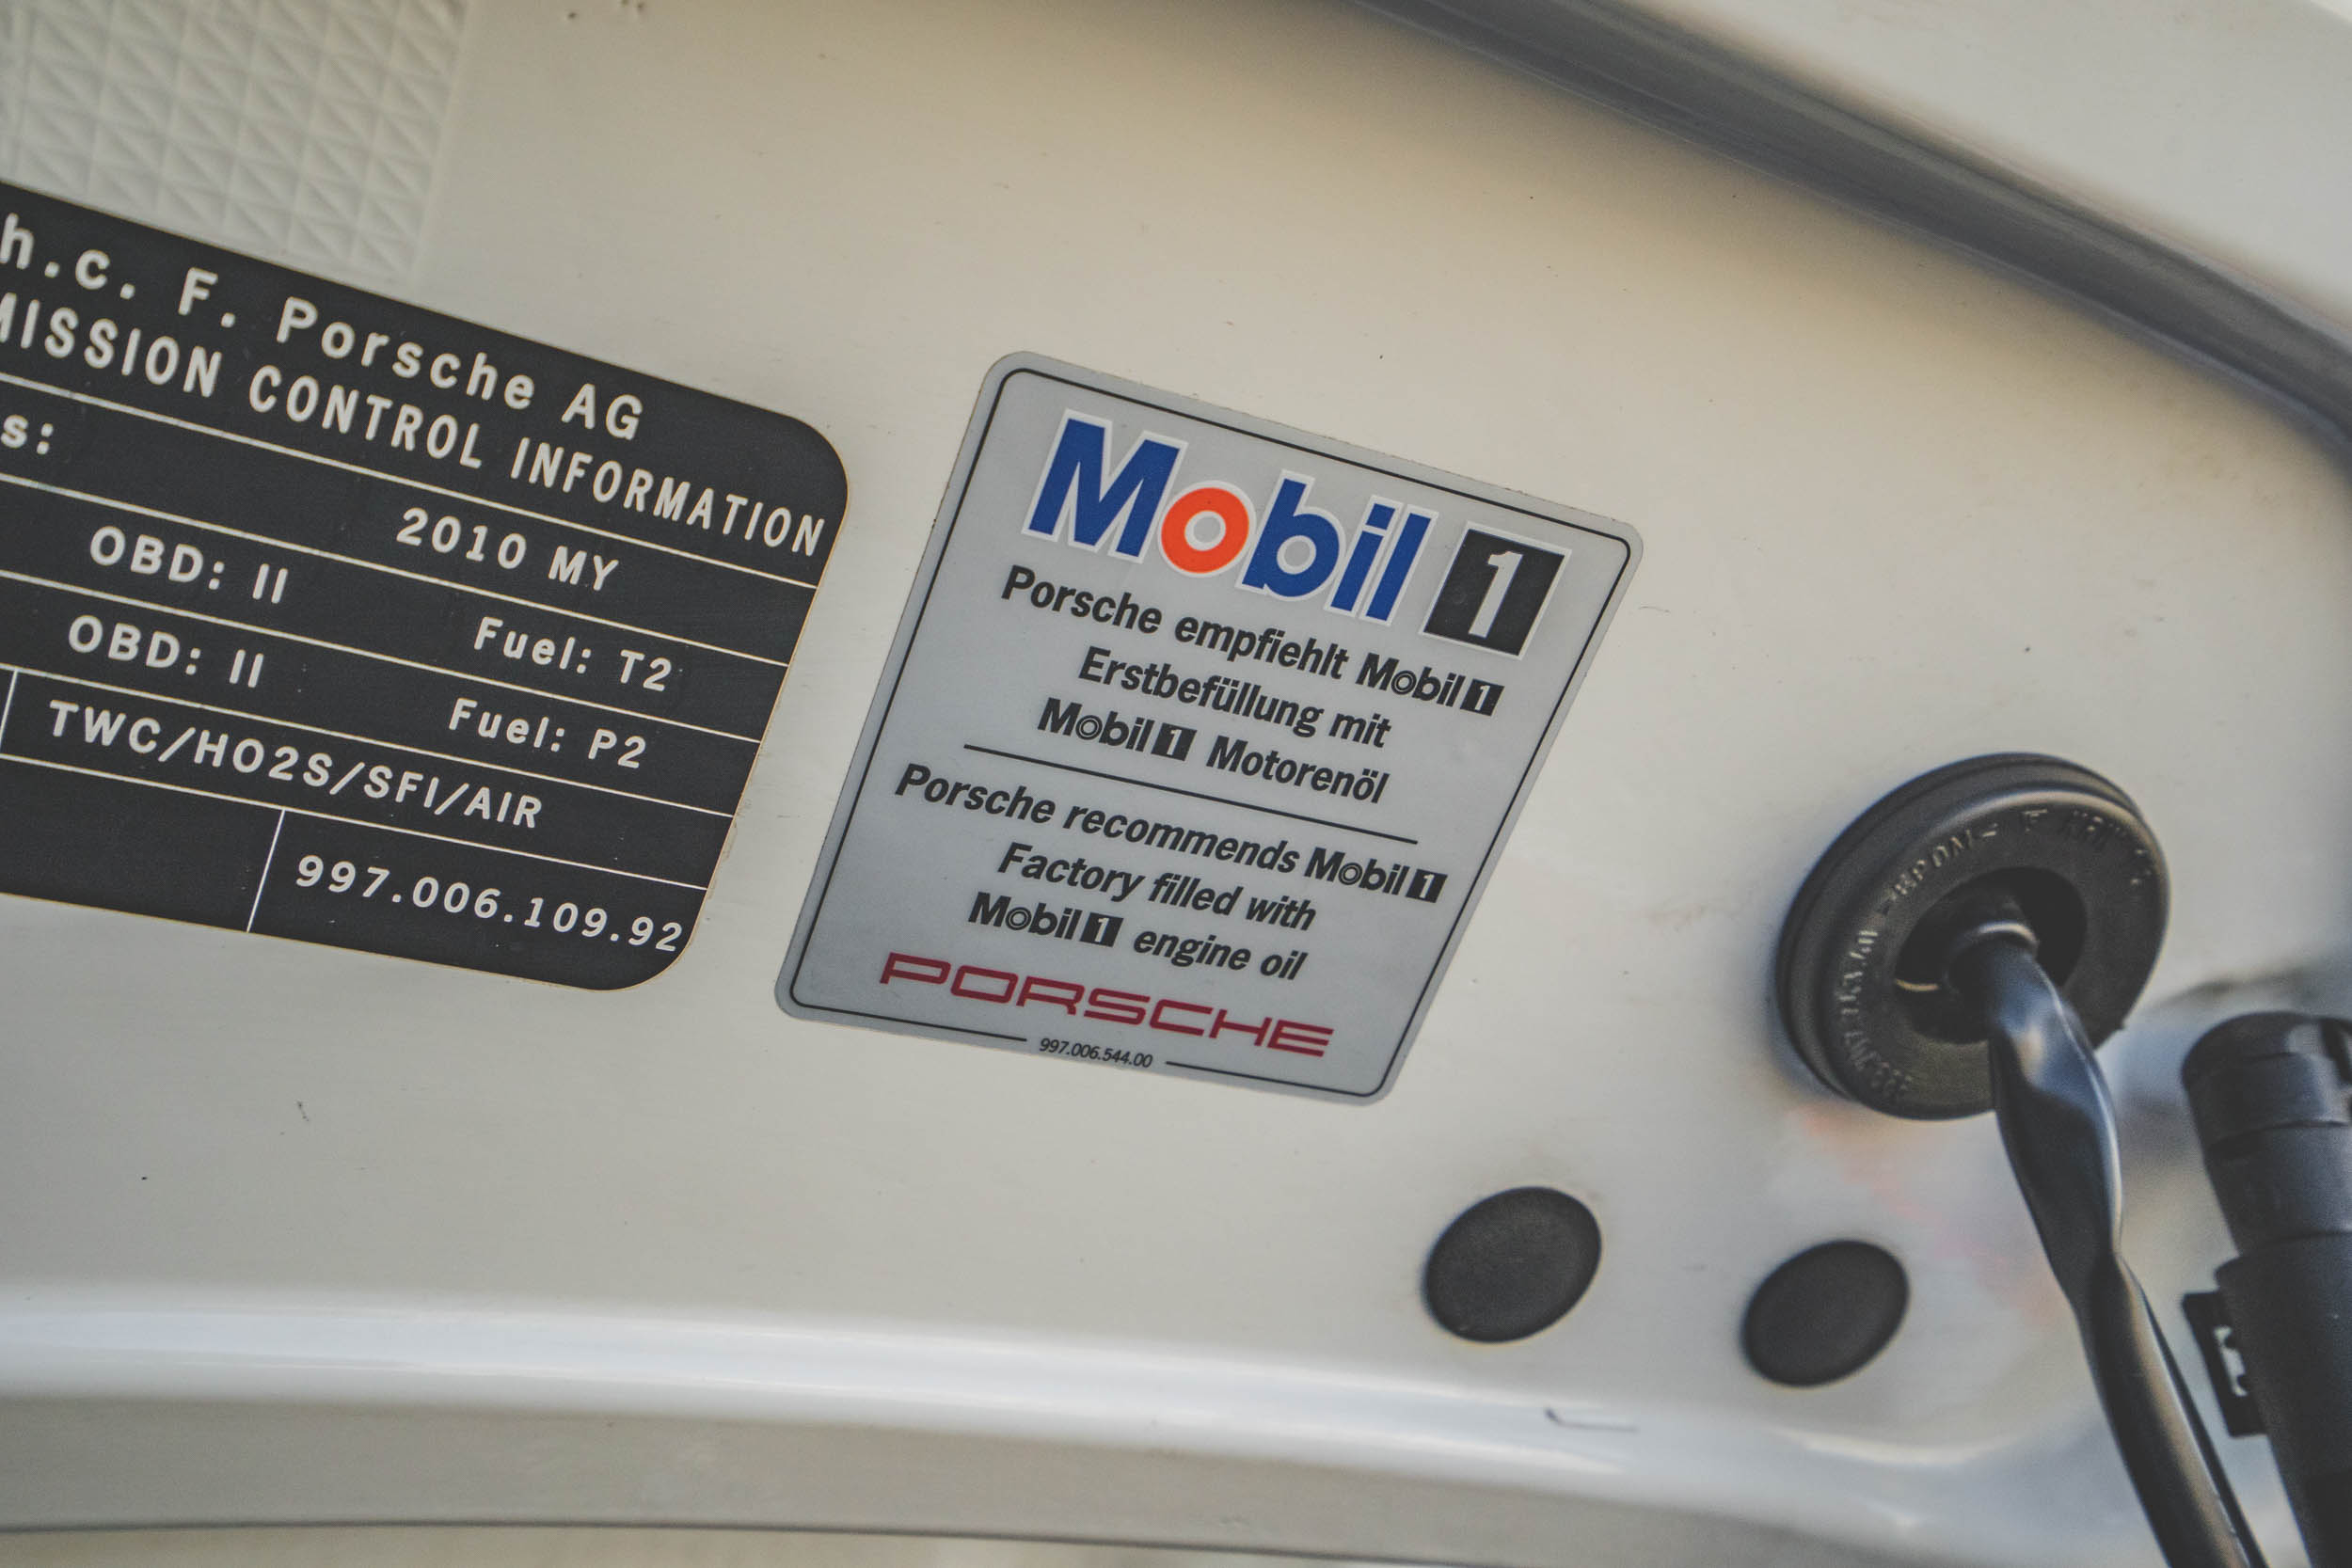 h.c. F. Porsche AG
MISSION CONTROL INFORMATION
s:
2010 MY
OBD: II Fuel: T2
OBD: II Fuel: P2
TWC/HO2S/SFI/AIR
997.006.109.92
Mobil 1
Porsche empfiehlt Mobil 1
Erstbefüllung mit
Mobil 1 Motorenöl
Porsche recommends Mobil 1
Factory filled with
Mobil 1 engine oil
PORSCHE
997.006.544.00